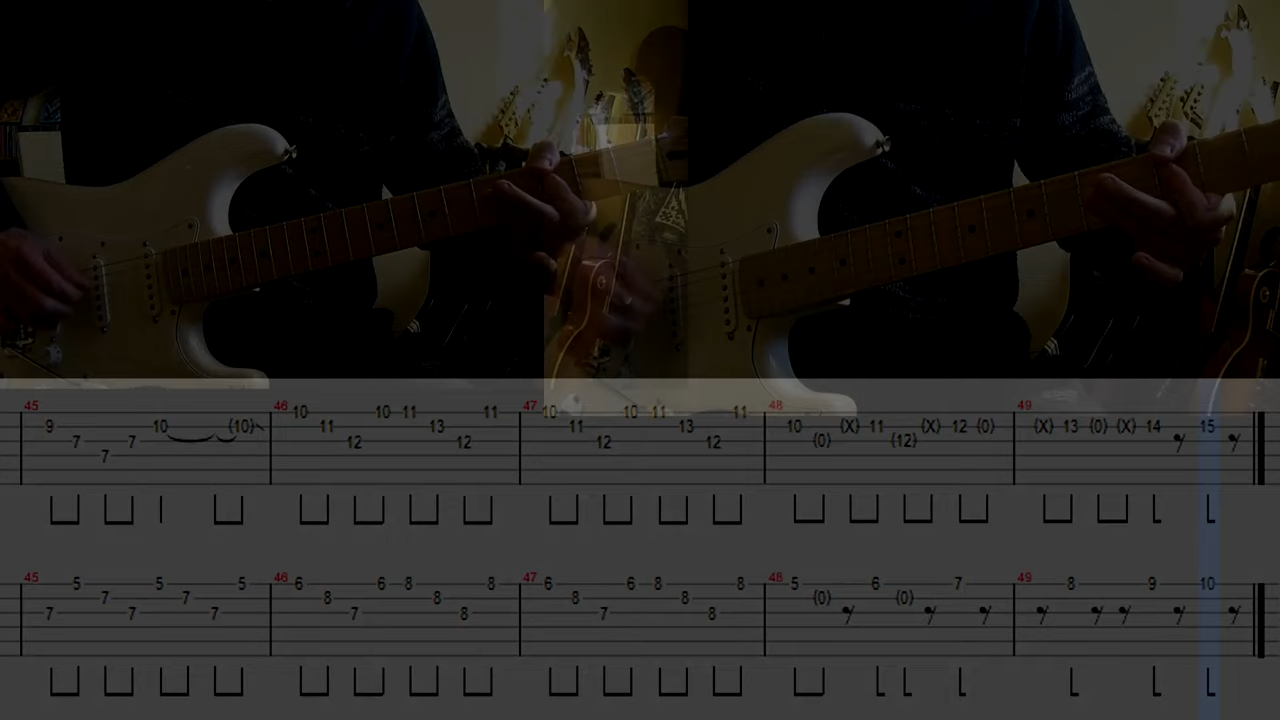 45 46 47 48 49
10 10 11 11 10 10 11 11
9 10 (10) 11 13 11 13 10 (X) 11 (X) 12 (0) (X) 13 (0) (X) 14 15
7 7 12 12 12 12 (0) (12)
7
45 46 47 48 49
5 5 5 6 6 8 8 6 6 8 8 5 6 7 8 9 10
7 7 8 8 8 8 (0) (0)
7 7 7 7 8 7 8